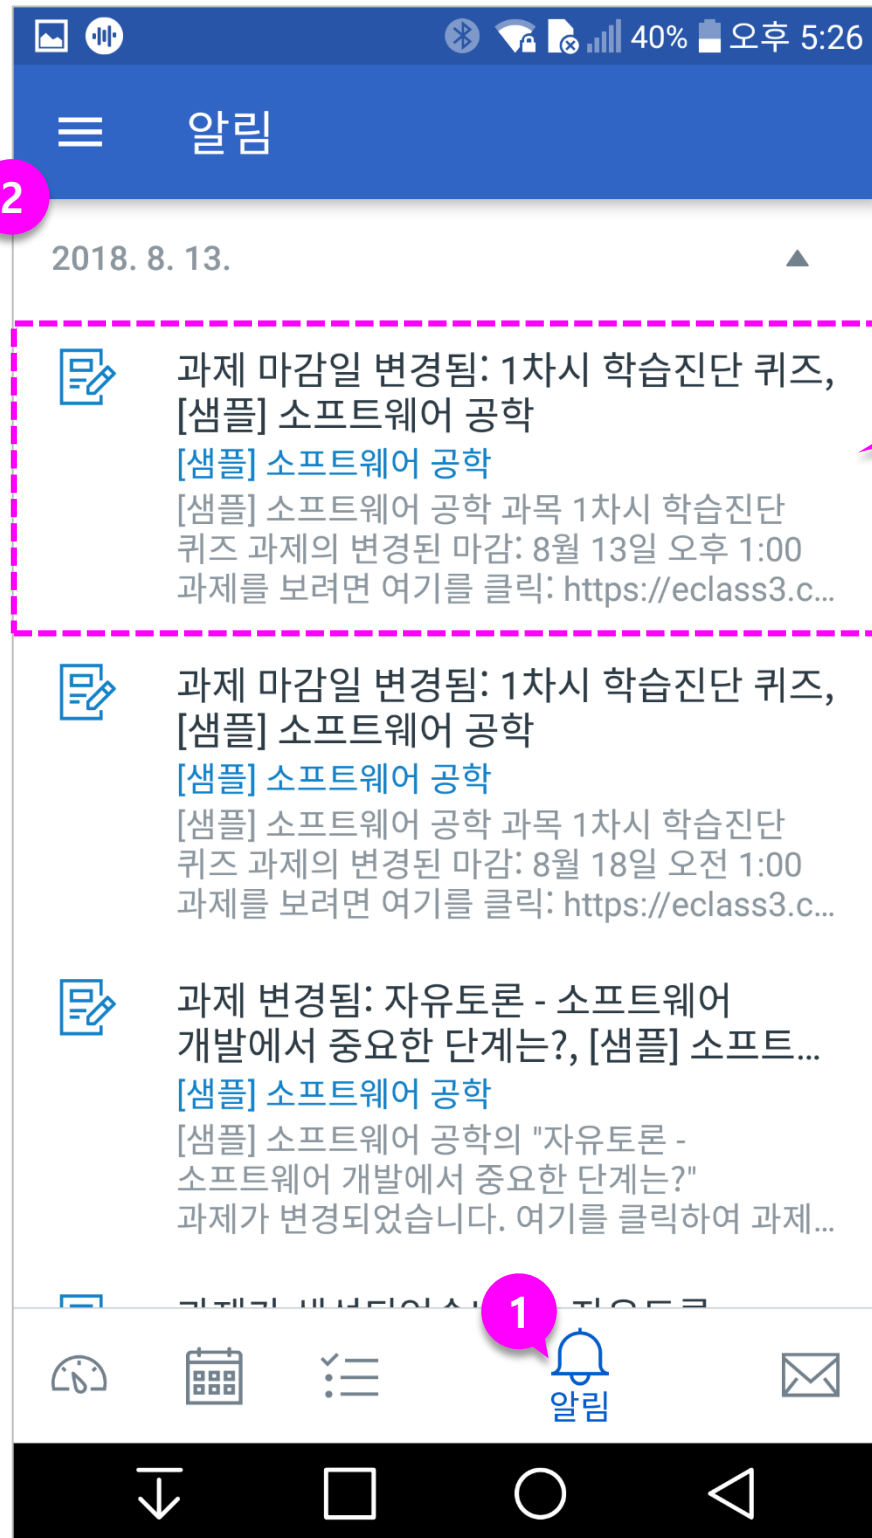 40% 오후 5:26
알림
2
2018. 8. 13.
과제 마감일 변경됨: 1차시 학습진단 퀴즈,
[샘플] 소프트웨어 공학
[샘플] 소프트웨어 공학
[샘플] 소프트웨어 공학 과목 1차시 학습진단
퀴즈 과제의 변경된 마감: 8월 13일 오후 1:00
과제를 보려면 여기를 클릭: https://eclass3.c...
과제 마감일 변경됨: 1차시 학습진단 퀴즈,
[샘플] 소프트웨어 공학
[샘플] 소프트웨어 공학
[샘플] 소프트웨어 공학 과목 1차시 학습진단
퀴즈 과제의 변경된 마감: 8월 18일 오전 1:00
과제를 보려면 여기를 클릭: https://eclass3.c...
과제 변경됨: 자유토론 - 소프트웨어
개발에서 중요한 단계는?, [샘플] 소프트...
[샘플] 소프트웨어 공학
[샘플] 소프트웨어 공학의 "자유토론 -
소프트웨어 개발에서 중요한 단계는?"
과제가 변경되었습니다. 여기를 클릭하여 과제...
1
알림